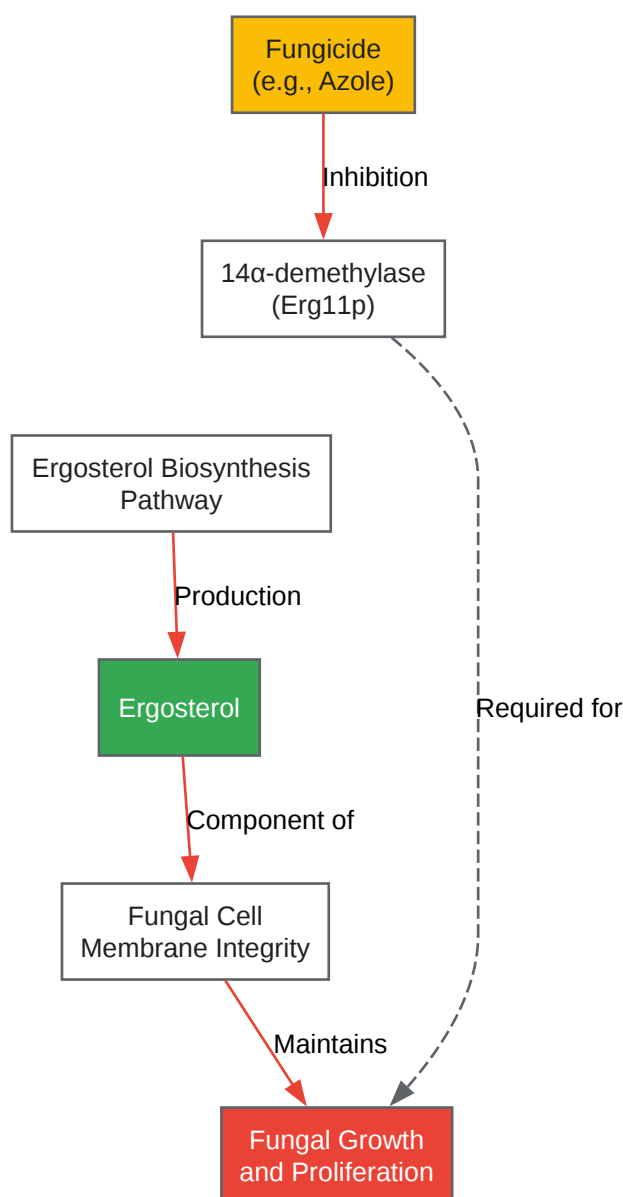 Fungicide
(e.g., Azole)
Inhibition
14α-demethylase
(Erg11p)
Ergosterol Biosynthesis
Pathway
Production
Ergosterol
Required for
Component of
Fungal Cell
Membrane Integrity
Maintains
Fungal Growth
and Proliferation